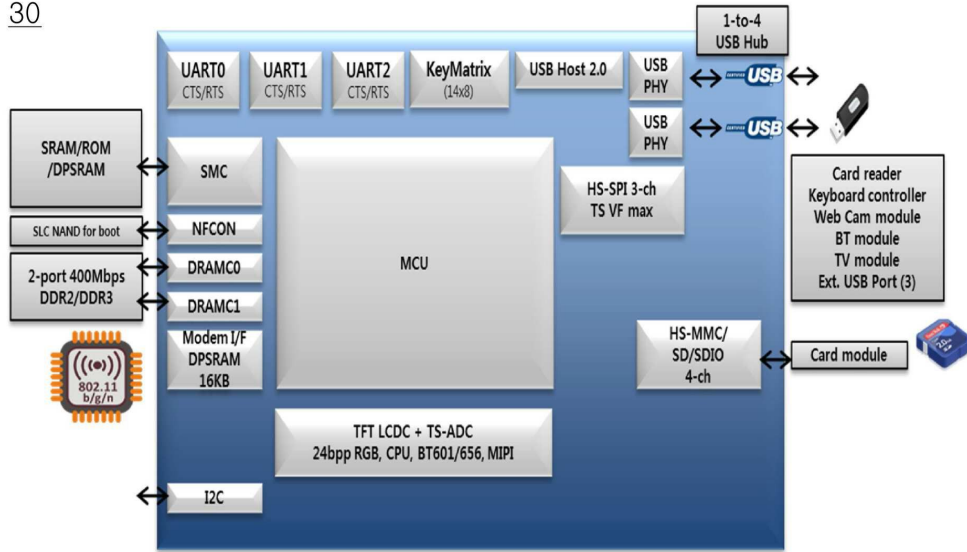 30
1-to-4
USB Hub
UART0
CTS/RTS
UART1
CTS/RTS
UART2
CTS/RTS
KeyMatrix
(14x8)
USB Host 2.0
USB
PHY
USB
USB
PHY
USB
SRAM/ROM
/DPSRAM
SMC
MCU
HS-SPI 3-ch
TS VF max
Card reader
Keyboard controller
Web Cam module
BT module
TV module
Ext. USB Port (3)
SLC NAND for boot
NFCON
2-port 400Mbps
DDR2/DDR3
DRAMC0
DRAMC1
Modem I/F
DPSRAM
16KB
802.11
b/g/n
HS-MMC/
SD/SDIO
4-ch
Card module
TFT LCDC + TS-ADC
24bpp RGB, CPU, BT601/656, MIPI
I2C